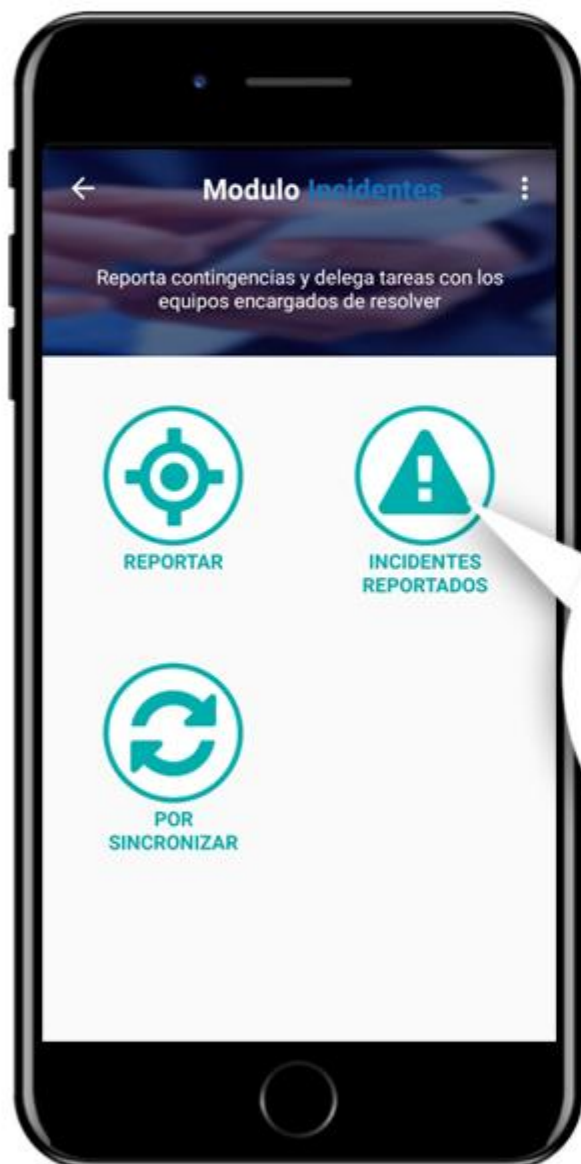 Modulo Incidentes
Reporta contingencias y delega tareas con los
equipos encargados de resolver
REPORTAR
INCIDENTES
REPORTADOS
POR
SINCRONIZAR